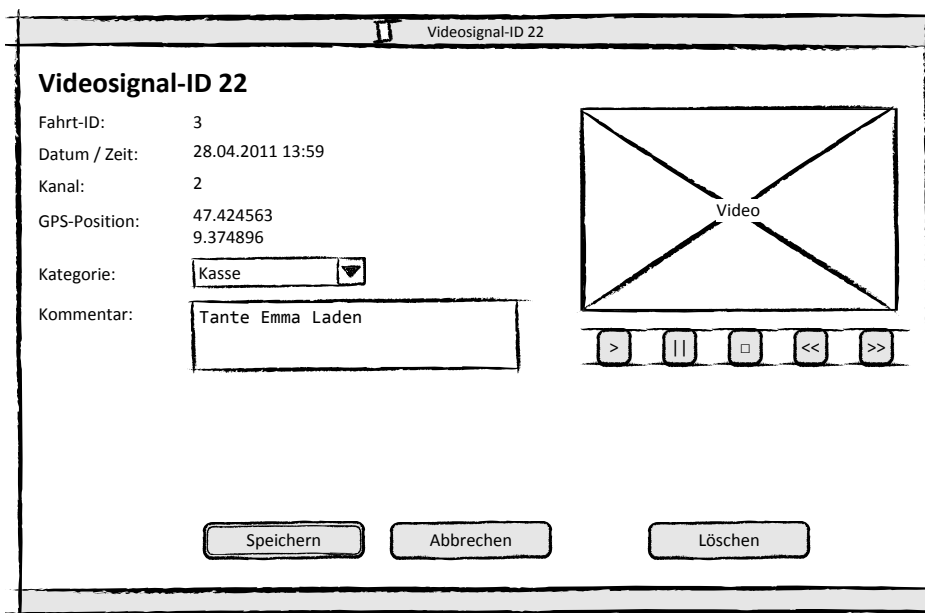 Videosignal-ID 22
Videosignal-ID 22
Fahrt-ID: 3
Datum / Zeit: 28.04.2011 13:59
Kanal: 2
GPS-Position: 47.424563
9.374896
Kategorie: Kasse
Kommentar: Tante Emma Laden
Video
> || □ << >>
Speichern Abbrechen Löschen